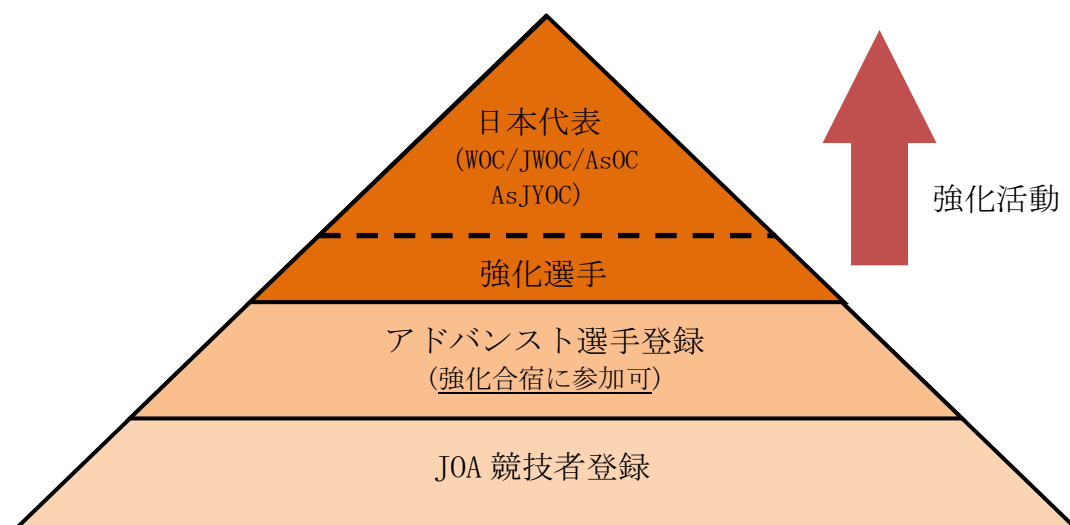 日本代表
(WOC/JWOC/AsOC
AsJYOC)
強化活動
強化選手
アドバンスト選手登録
(強化合宿に参加可)
JOA 競技者登録